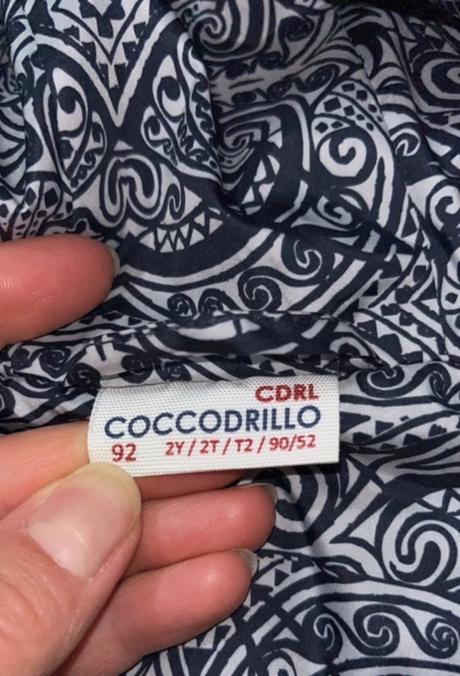 CDRL
COCCODRILLO
92 2Y / 2T / T2 / 90/52